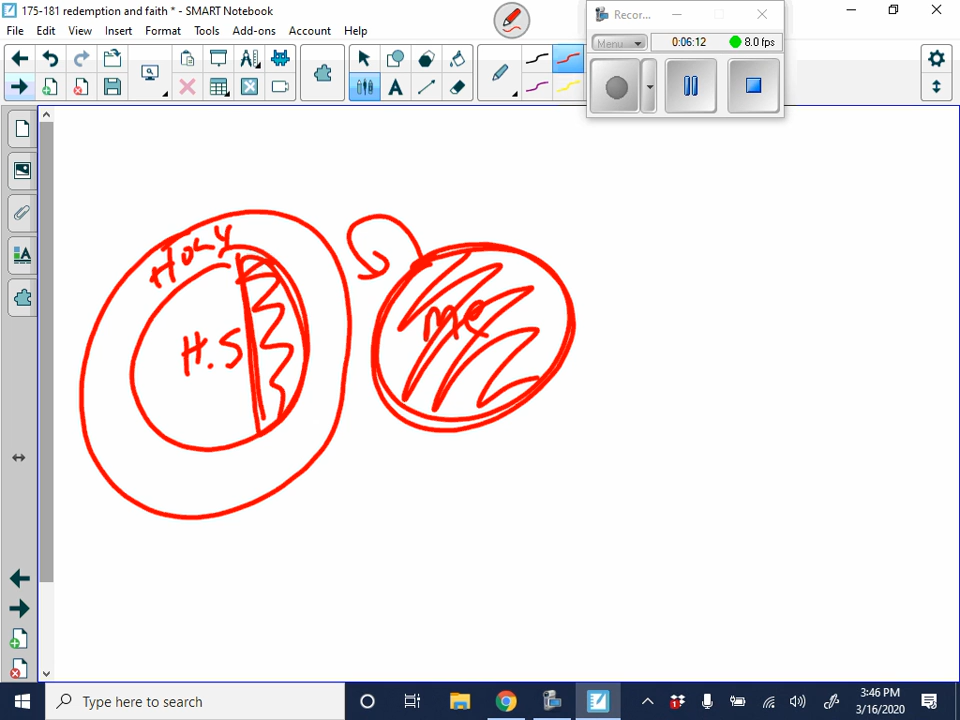 175-181 redemption and faith * - SMART Notebook
Recor...
File Edit View Insert Format Tools Add-ons Account Help
Menu 0:06:12 8.0 fps
HOLY
H.S
me
Type here to search
3:46 PM
3/16/2020